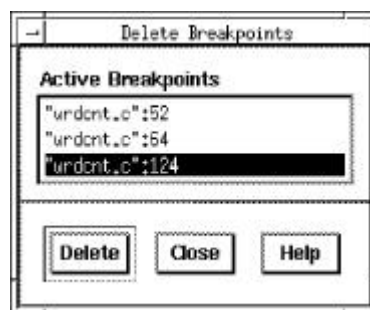 Delete Breakpoints
Active Breakpoints
"wrdcnt.c":52
"wrdcnt.c":64
"wrdcnt.c":124
Delete Close Help